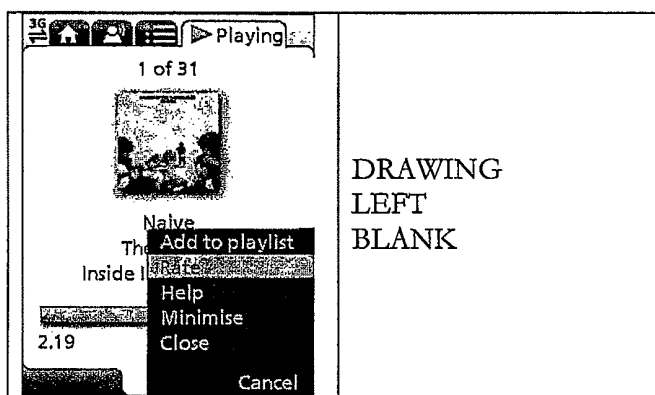 3G
Playing
1 of 31
Naive
The
Inside I
Add to playlist
Rate
Help
Minimise
Close
2.19
Cancel
DRAWING
LEFT
BLANK